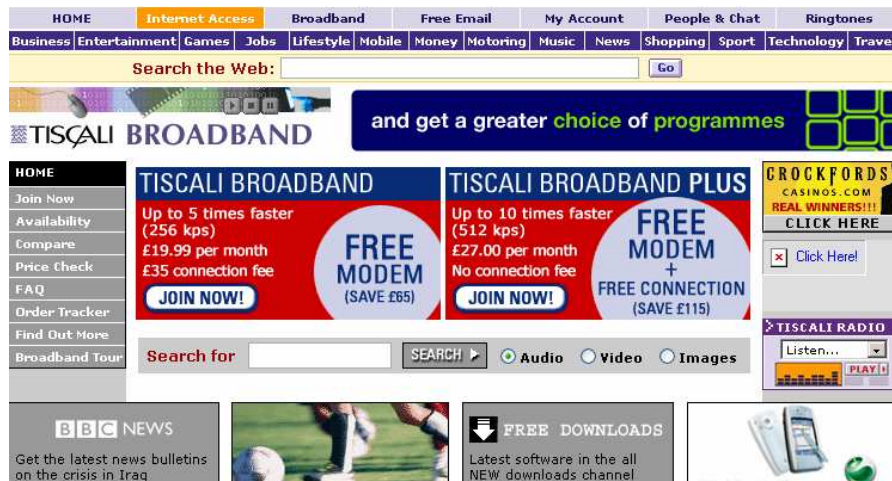 HOME Internet Access Broadband Free Email My Account People & Chat Ringtones
Business Entertainment Games Jobs Lifestyle Mobile Money Motoring Music News Shopping Sport Technology Trave
Search the Web: Go
TISCALI BROADBAND
and get a greater choice of programmes
HOME
Join Now
Availability
Compare
Price Check
FAQ
Order Tracker
Find Out More
Broadband Tour
TISCALI BROADBAND
Up to 5 times faster
(256 kps)
£19.99 per month
£35 connection fee
JOIN NOW!
FREE
MODEM
(SAVE £65)
TISCALI BROADBAND PLUS
Up to 10 times faster
(512 kps)
£27.00 per month
No connection fee
JOIN NOW!
FREE
MODEM
+
FREE CONNECTION
(SAVE £115)
CROCKFORDS
CASINOS.COM
REAL WINNERS!!!
CLICK HERE
Click Here!
TISCALI RADIO
Listen...
PLAY
Search for SEARCH Audio Video Images
BBC NEWS
Get the latest news bulletins
on the crisis in Iraq
FREE DOWNLOADS
Latest software in the all
NEW downloads channel